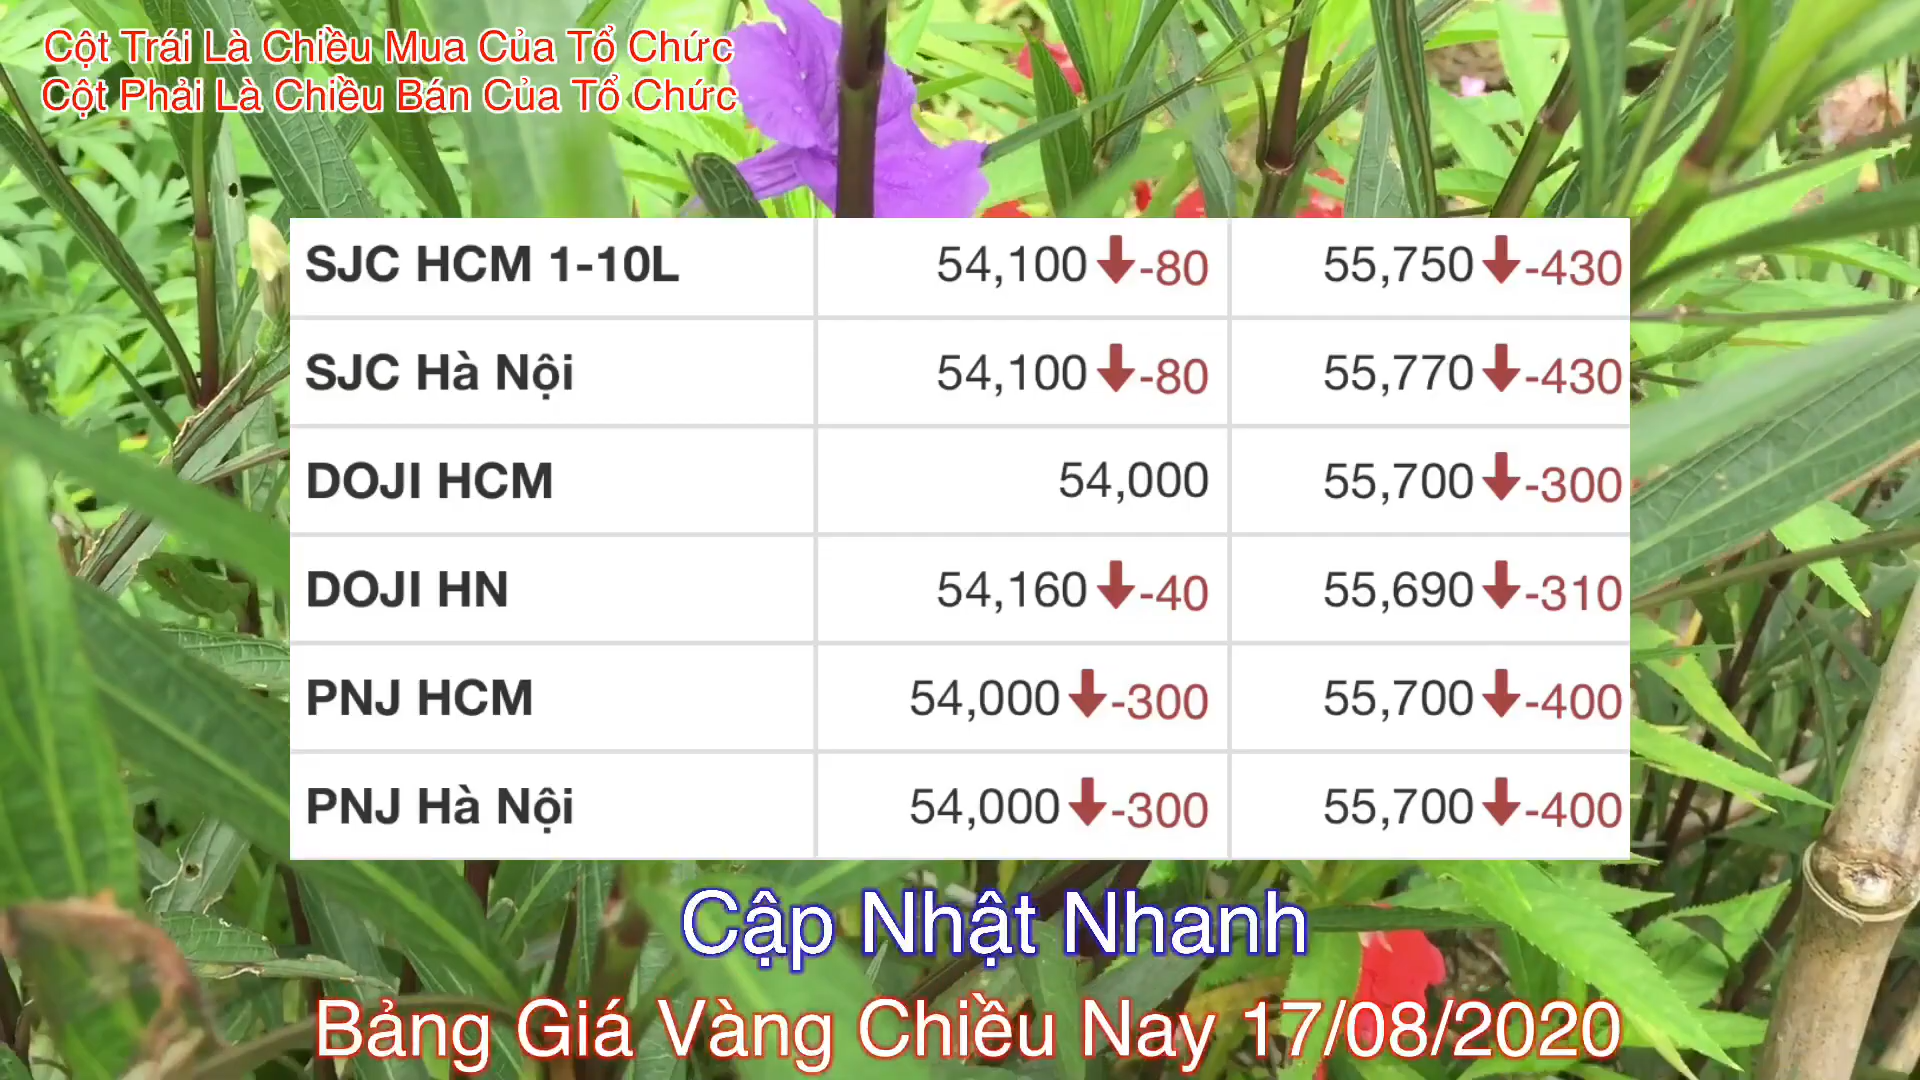 Cột Trái Là Chiều Mua Của Tổ Chức
Cột Phải Là Chiều Bán Của Tổ Chức
SJC HCM 1-10L 54,100 -80 55,750 -430
SJC Hà Nội 54,100 -80 55,770 -430
DOJI HCM 54,000 55,700 -300
DOJI HN 54,160 -40 55,690 -310
PNJ HCM 54,000 -300 55,700 -400
PNJ Hà Nội 54,000 -300 55,700 -400
Cập Nhật Nhanh
Bảng Giá Vàng Chiều Nay 17/08/2020